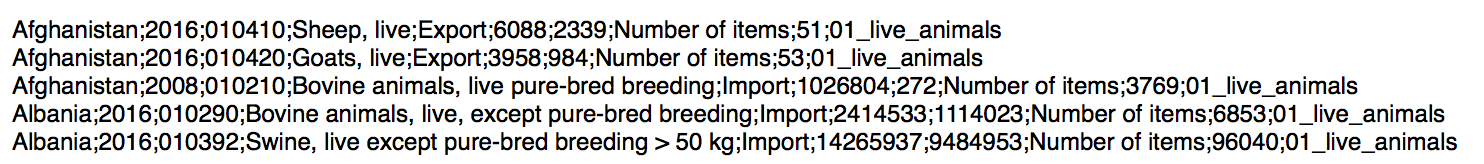 Afghanistan;2016;010410;Sheep, live;Export;6088;2339;Number of items;51;01_live_animals
Afghanistan;2016;010420;Goats, live;Export;3958;984;Number of items;53;01_live_animals
Afghanistan;2008;010210;Bovine animals, live pure-bred breeding;Import;1026804;272;Number of items;3769;01_live_animals
Albania;2016;010290;Bovine animals, live, except pure-bred breeding;Import;2414533;1114023;Number of items;6853;01_live_animals
Albania;2016;010392;Swine, live except pure-bred breeding > 50 kg;Import;14265937;9484953;Number of items;96040;01_live_animals